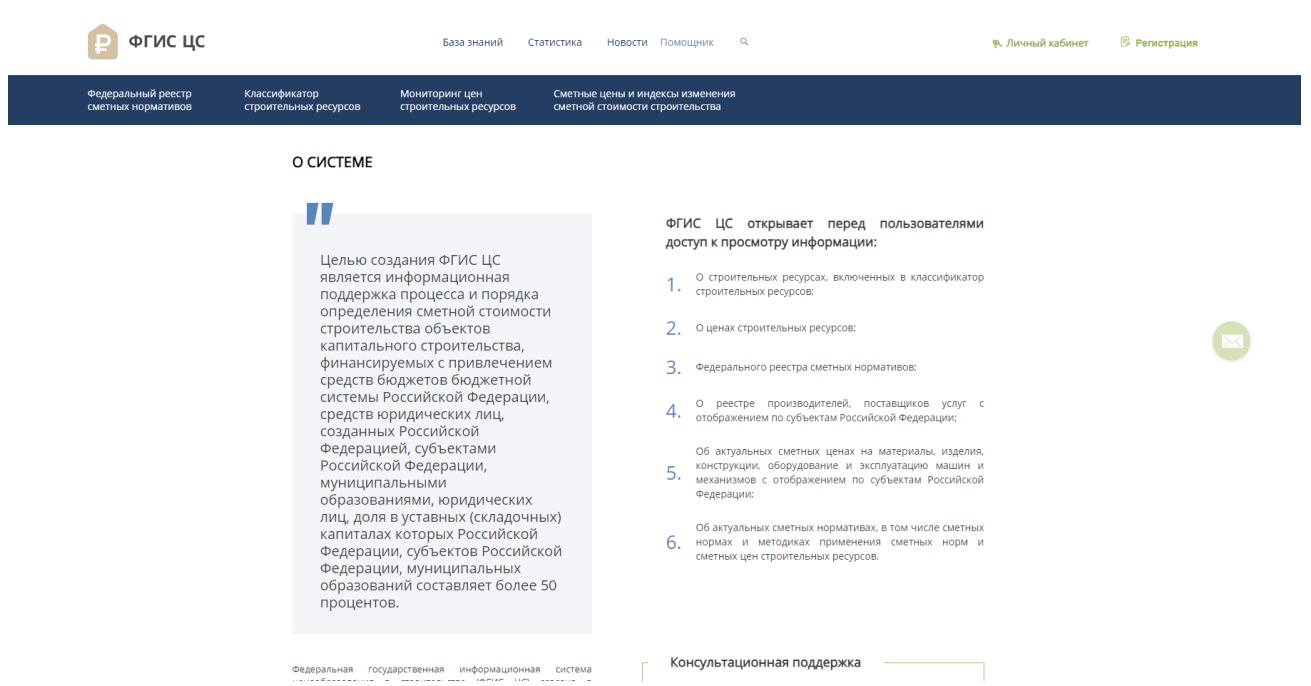 ФГИС ЦС
База знаний Статистика Новости Помощник
Личный кабинет Регистрация
Федеральный реестр
сметных нормативов
Классификатор
строительных ресурсов
Мониторинг цен
строительных ресурсов
Сметные цены и индексы изменения
сметной стоимости строительства
О СИСТЕМЕ
Целью создания ФГИС ЦС
является информационная
поддержка процесса и порядка
определения сметной стоимости
строительства объектов
капитального строительства,
финансируемых с привлечением
средств бюджетов бюджетной
системы Российской Федерации,
средств юридических лиц,
созданных Российской
Федерацией, субъектами
Российской Федерации,
муниципальными
образованиями, юридических
лиц, доля в уставных (складочных)
капиталах которых Российской
Федерации, субъектов Российской
Федерации, муниципальных
образований составляет более 50
процентов.
ФГИС ЦС открывает перед пользователями
доступ к просмотру информации:
1. О строительных ресурсах, включенных в классификатор
строительных ресурсов;
2. О ценах строительных ресурсов;
3. Федерального реестра сметных нормативов;
4. О реестре производителей, поставщиков услуг с
отображением по субъектам Российской Федерации;
5. Об актуальных сметных ценах на материалы, изделия,
конструкции, оборудование и эксплуатацию машин и
механизмов с отображением по субъектам Российской
Федерации;
6. Об актуальных сметных нормативах, в том числе сметных
нормах и методиках применения сметных норм и
сметных цен строительных ресурсов.
Федеральная государственная информационная система
Консультационная поддержка